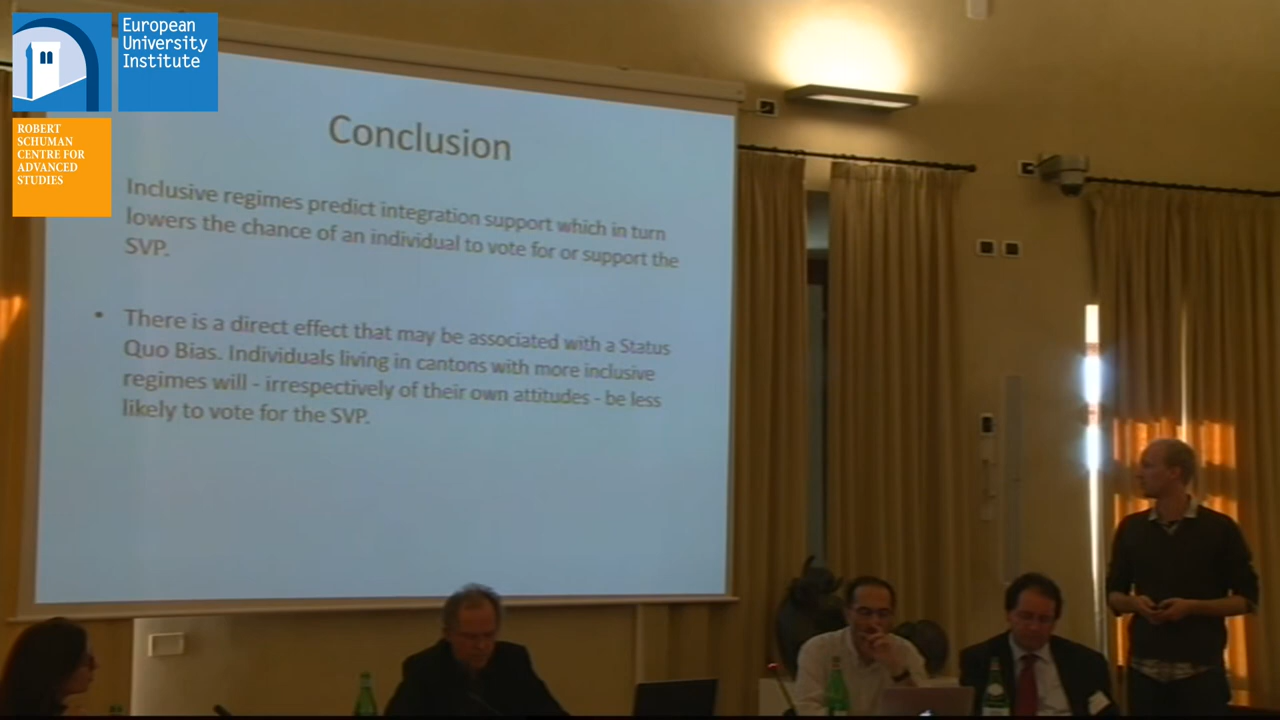 European
University
Institute
ROBERT
SCHUMAN
CENTRE FOR
ADVANCED
STUDIES
Conclusion
Inclusive regimes predict integration support which in turn
lowers the chance of an individual to vote for or support the
SVP.
• There is a direct effect that may be associated with a Status
Quo Bias. Individuals living in cantons with more inclusive
regimes will - irrespectively of their own attitudes - be less
likely to vote for the SVP.